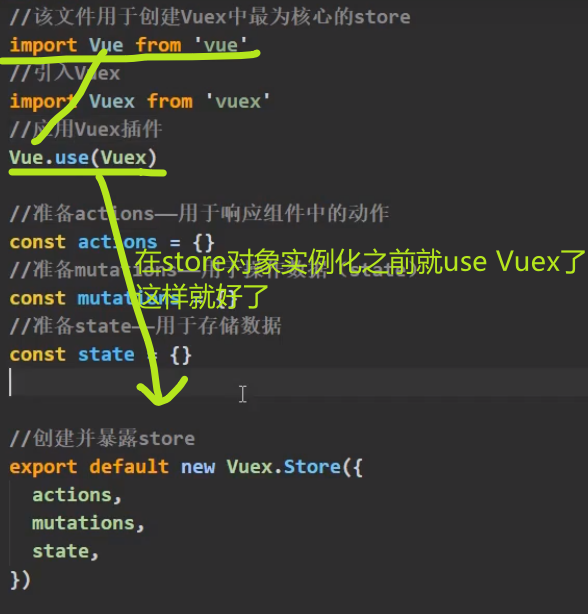 //该文件用于创建Vuex中最为核心的store
import Vue from 'vue'
//引入Vuex
import Vuex from 'vuex'
//应用Vuex插件
Vue.use(Vuex)
//准备actions——用于响应组件中的动作
const actions = {}
在store对象实例化之前就use Vuex了
//准备mutations——用于操作数据（state）
这样就好了
const mutations = {}
//准备state——用于存储数据
const state = {}
//创建并暴露store
export default new Vuex.Store({
actions,
mutations,
state,
})